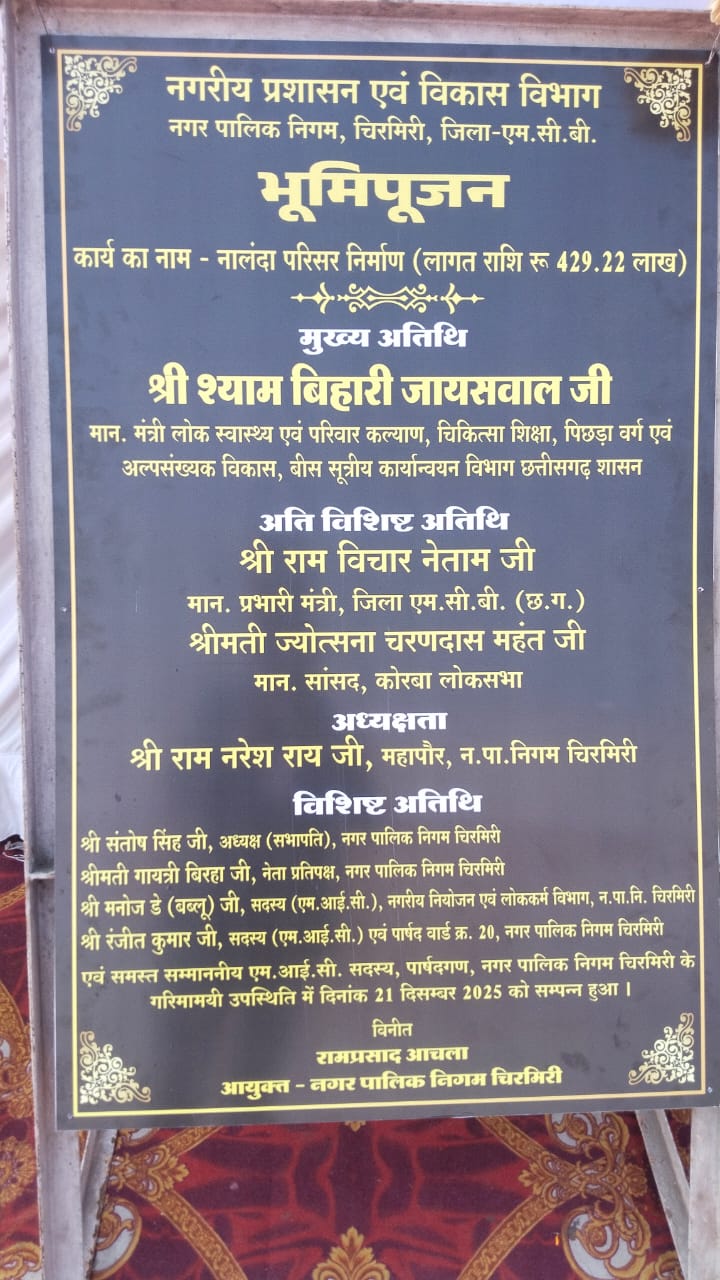 नगरीय प्रशासन एवं विकास विभाग
नगर पालिक निगम, चिरमिरी, जिला-एम.सी.बी.
भूमिपूजन
कार्य का नाम - नालंदा परिसर निर्माण (लागत राशि रू 429.22 लाख)
मुख्य अतिथि
श्री श्याम बिहारी जायसवाल जी
मान. मंत्री लोक स्वास्थ्य एवं परिवार कल्याण, चिकित्सा शिक्षा, पिछड़ा वर्ग एवं
अल्पसंख्यक विकास, बीस सूत्रीय कार्यान्वयन विभाग छत्तीसगढ़ शासन
अति विशिष्ट अतिथि
श्री राम विचार नेताम जी
मान. प्रभारी मंत्री, जिला एम.सी.बी. (छ.ग.)
श्रीमती ज्योत्सना चरणदास महंत जी
मान. सांसद, कोरबा लोकसभा
अध्यक्षता
श्री राम नरेश राय जी, महापौर, न.पा.निगम चिरमिरी
विशिष्ट अतिथि
श्री संतोष सिंह जी, अध्यक्ष (सभापति), नगर पालिक निगम चिरमिरी
श्रीमती गायत्री बिरहा जी, नेता प्रतिपक्ष, नगर पालिक निगम चिरमिरी
श्री मनोज डे (बब्लू) जी, सदस्य (एम.आई.सी.), नगरीय नियोजन एवं लोककर्म विभाग, न.पा.नि. चिरमिरी
श्री रंजीत कुमार जी, सदस्य (एम.आई.सी.) एवं पार्षद वार्ड क्र. 20, नगर पालिक निगम चिरमिरी
एवं समस्त सम्माननीय एम.आई.सी. सदस्य, पार्षदगण, नगर पालिक निगम चिरमिरी के
गरिमामयी उपस्थिति में दिनांक 21 दिसम्बर 2025 को सम्पन्न हुआ ।
विनीत
रामप्रसाद आचला
आयुक्त - नगर पालिक निगम चिरमिरी